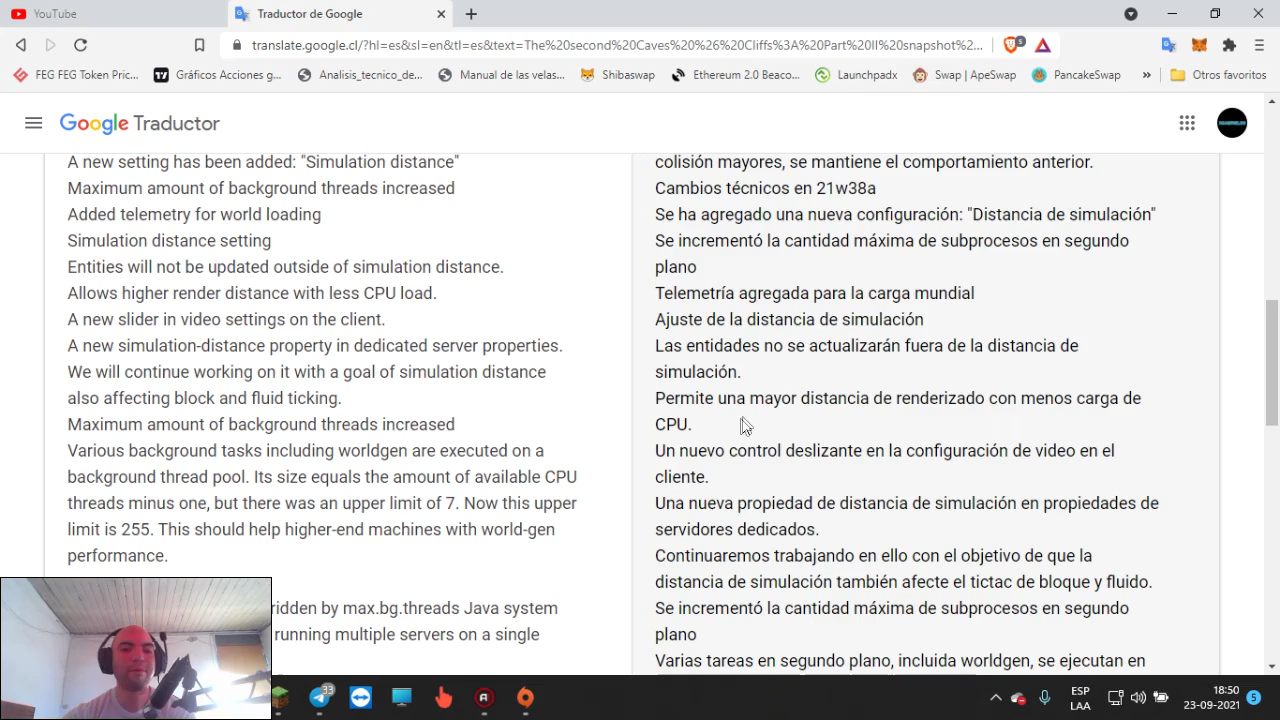 YouTube
Traductor de Google
translate.google.cl/?hl=es&sl=en&tl=es&text=The%20second%20Caves%20%26%20Cliffs%3A%20Part%20II%20snapshot%2...
5
FEG FEG Token Pric...
Gráficos Acciones g...
Analisis_tecnico_de...
Manual de las velas...
Shibaswap
Ethereum 2.0 Beaco...
Launchpadx
Swap | ApeSwap
PancakeSwap
»
Otros favoritos
Google Traductor
A new setting has been added: "Simulation distance"
Maximum amount of background threads increased
Added telemetry for world loading
Simulation distance setting
Entities will not be updated outside of simulation distance.
Allows higher render distance with less CPU load.
A new slider in video settings on the client.
A new simulation-distance property in dedicated server properties.
We will continue working on it with a goal of simulation distance
also affecting block and fluid ticking.
Maximum amount of background threads increased
Various background tasks including worldgen are executed on a
background thread pool. Its size equals the amount of available CPU
threads minus one, but there was an upper limit of 7. Now this upper
limit is 255. This should help higher-end machines with world-gen
performance.
ridden by max.bg.threads Java system
running multiple servers on a single
colisión mayores, se mantiene el comportamiento anterior.
Cambios técnicos en 21w38a
Se ha agregado una nueva configuración: "Distancia de simulación"
Se incrementó la cantidad máxima de subprocesos en segundo
plano
Telemetría agregada para la carga mundial
Ajuste de la distancia de simulación
Las entidades no se actualizarán fuera de la distancia de
simulación.
Permite una mayor distancia de renderizado con menos carga de
CPU.
Un nuevo control deslizante en la configuración de video en el
cliente.
Una nueva propiedad de distancia de simulación en propiedades de
servidores dedicados.
Continuaremos trabajando en ello con el objetivo de que la
distancia de simulación también afecte el tictac de bloque y fluido.
Se incrementó la cantidad máxima de subprocesos en segundo
plano
Varias tareas en segundo plano, incluida worldgen, se ejecutan en
33
ESP
LAA
18:50
23-09-2021
5